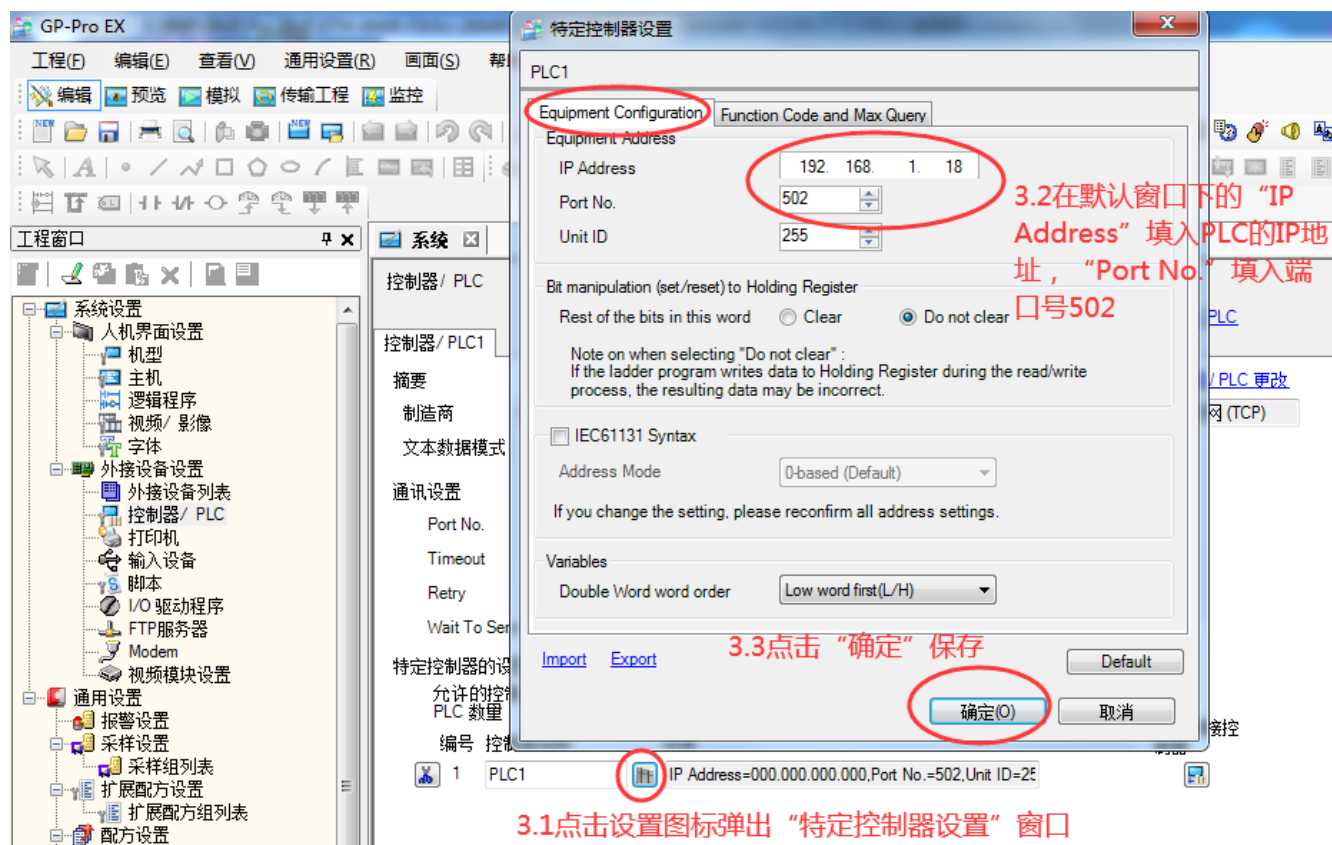 GP-Pro EX
工程(F) 编辑(E) 查看(V) 通用设置(R) 画面(S)
编辑 预览 模拟 传输工程 监控
工程窗口
系统设置
人机界面设置
机型
主机
逻辑程序
视频/ 影像
字体
外接设备设置
外接设备列表
控制器/ PLC
打印机
输入设备
脚本
I/O 驱动程序
FTP服务器
Modem
视频模块设置
通用设置
报警设置
采样设置
采样组列表
扩展配方设置
扩展配方组列表
配方设置
系统
控制器/ PLC
控制器/PLC1
摘要
制造商
文本数据模式
通讯设置
Port No.
Timeout
Retry
Wait To Ser
特定控制器的设
允许的控制
PLC 数量
编号
1 PLC1 IP Address=000.000.000.000,Port No.=502,Unit ID=25
PLC
/ PLC 更改
(TCP)
接控
特定控制器设置
PLC1
Equipment Configuration Function Code and Max Query
Equipment Address
IP Address 192. 168. 1. 18
Port No. 502
Unit ID 255
Bit manipulation (set/reset) to Holding Register
Rest of the bits in this word Clear Do not clear
Note on when selecting "Do not clear" :
If the ladder program writes data to Holding Register during the read/write
process, the resulting data may be incorrect.
IEC61131 Syntax
Address Mode 0-based (Default)
If you change the setting, please reconfirm all address settings.
Variables
Double Word word order Low word first(L/H)
Import Export Default
确定(O) 取消
3.2在默认窗口下的“IP
Address”填入PLC的IP地
址，“Port No.”填入端
口号502
3.3点击“确定”保存
3.1点击设置图标弹出“特定控制器设置”窗口